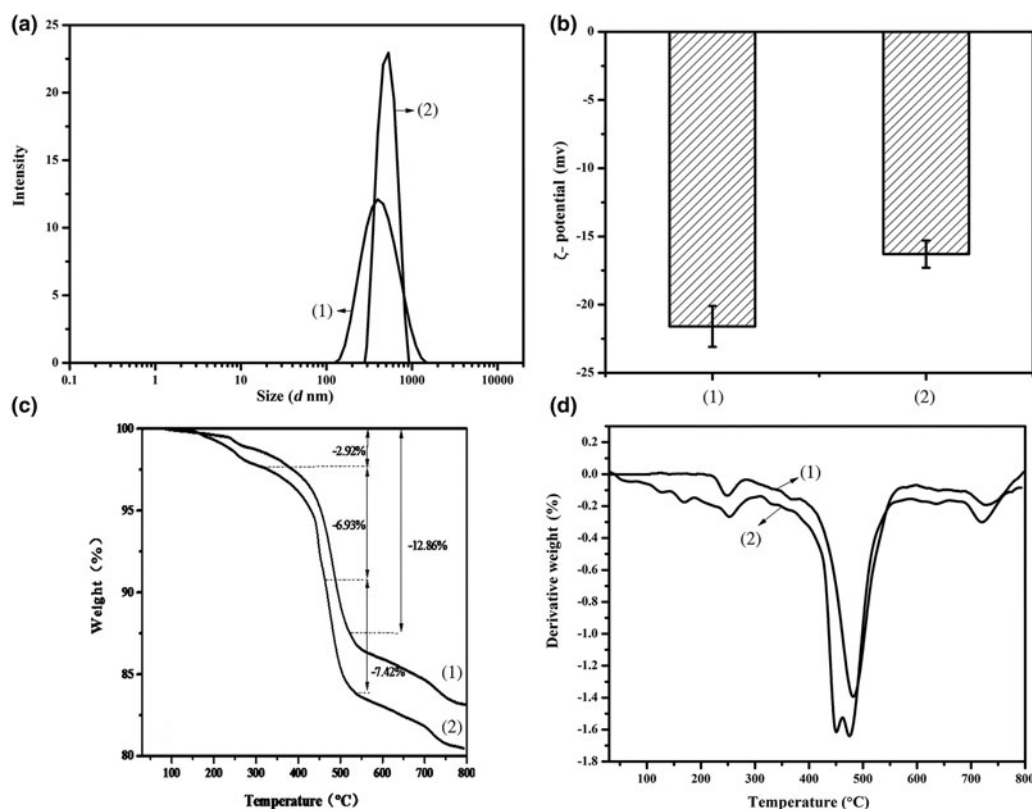 (a)
25
20
15
10
5
0
Intensity
(2)
(1)
0.1 1 10 100 1000 10000
Size (d nm)
(b)
0
-5
-10
-15
-20
-25
ζ- potential (mv)
(1) (2)
(c)
100
95
90
85
80
Weight (%)
-2.92%
-6.93%
-12.86%
-7.42%
(1)
(2)
100 200 300 400 500 600 700 800
Temperature (°C)
(d)
0.2
0.0
-0.2
-0.4
-0.6
-0.8
-1.0
-1.2
-1.4
-1.6
-1.8
Derivative weight (%)
(1)
(2)
100 200 300 400 500 600 700 800
Temperature (°C)